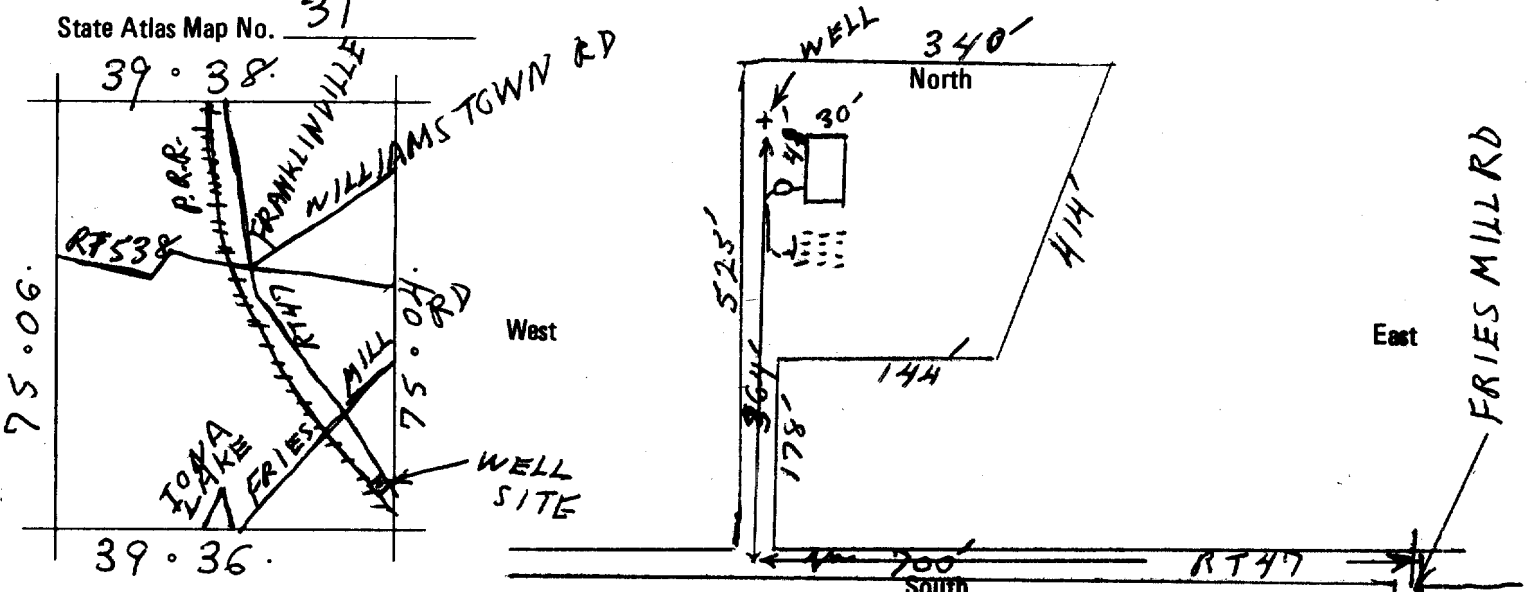 State Atlas Map No. 31
39 . 38.
P.R.R.
FRANKLINVILLE
WILLIAMSTOWN RD
RT538
75 . 06.
RT47
75 . 04.
FRIES MILL RD
IONA
LAKE
WELL
SITE
39 . 36.
WELL
340'
North
30'
525'
414'
West
East
144'
364'
178'
700'
RT47
South
FRIES MILL RD